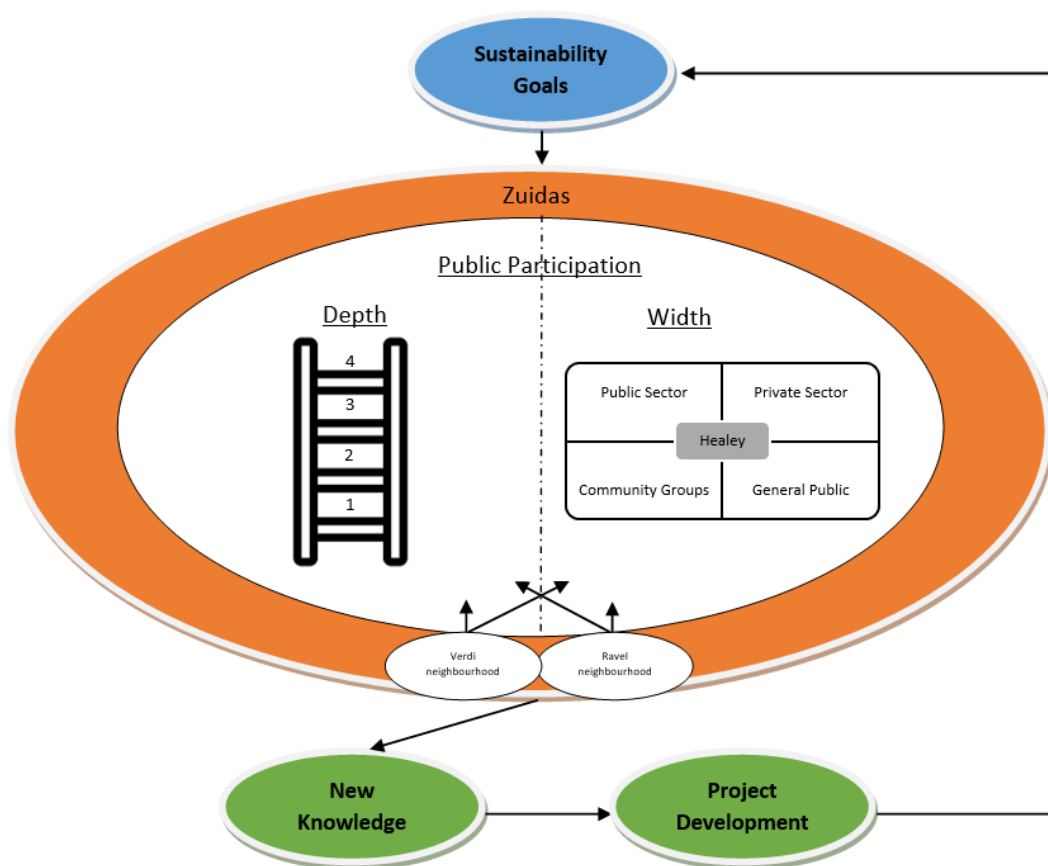 Sustainability
Goals
Zuidas
Public Participation
Depth
Width
4
3
2
1
Public Sector
Private Sector
Healey
Community Groups
General Public
Verdi
neighbourhood
Ravel
neighbourhood
New
Knowledge
Project
Development